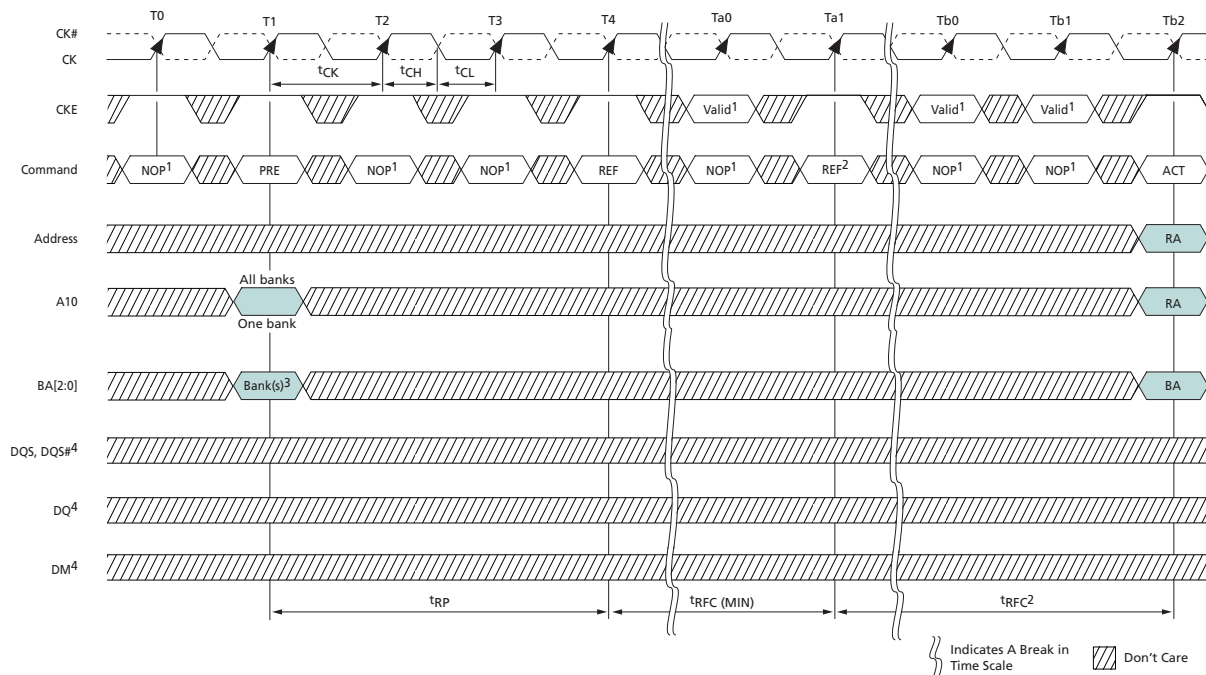 T0 T1 T2 T3 T4 Ta0 Ta1 Tb0 Tb1 Tb2
CK#
CK
tCK tCH tCL
CKE Valid1 Valid1 Valid1
Command NOP1 PRE NOP1 NOP1 REF NOP1 REF2 NOP1 NOP1 ACT
Address RA
All banks
A10 RA
One bank
BA[2:0] Bank(s)3 BA
DQS, DQS#4
DQ4
DM4
tRP tRFC (MIN) tRFC2
Indicates A Break in
Time Scale
Don't Care